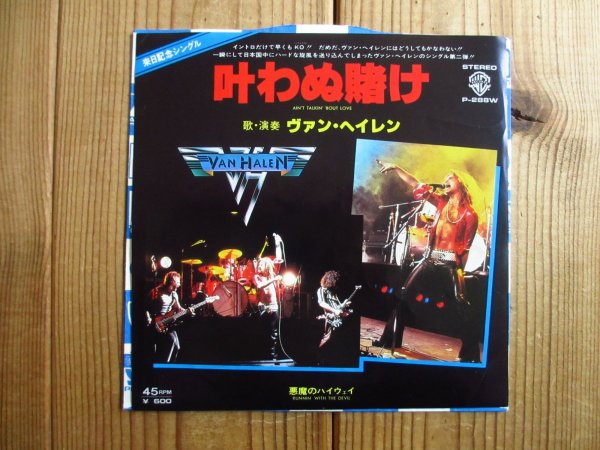 来日記念シングル
イントロだけで早くもKO!! だめだ、ヴァン・ヘイレンにはどうしてもかなわない!!
一瞬にして日本国中にハードな旋風を送り込んでしまったヴァン・ヘイレンのシングル第二弾!!
STEREO
叶わぬ賭け
P-288W
AIN'T TALKIN' 'BOUT LOVE
歌・演奏 ヴァン・ヘイレン
VAN HALEN
45 RPM
¥ 600
悪魔のハイウェイ
RUNNIN' WITH THE DEVIL